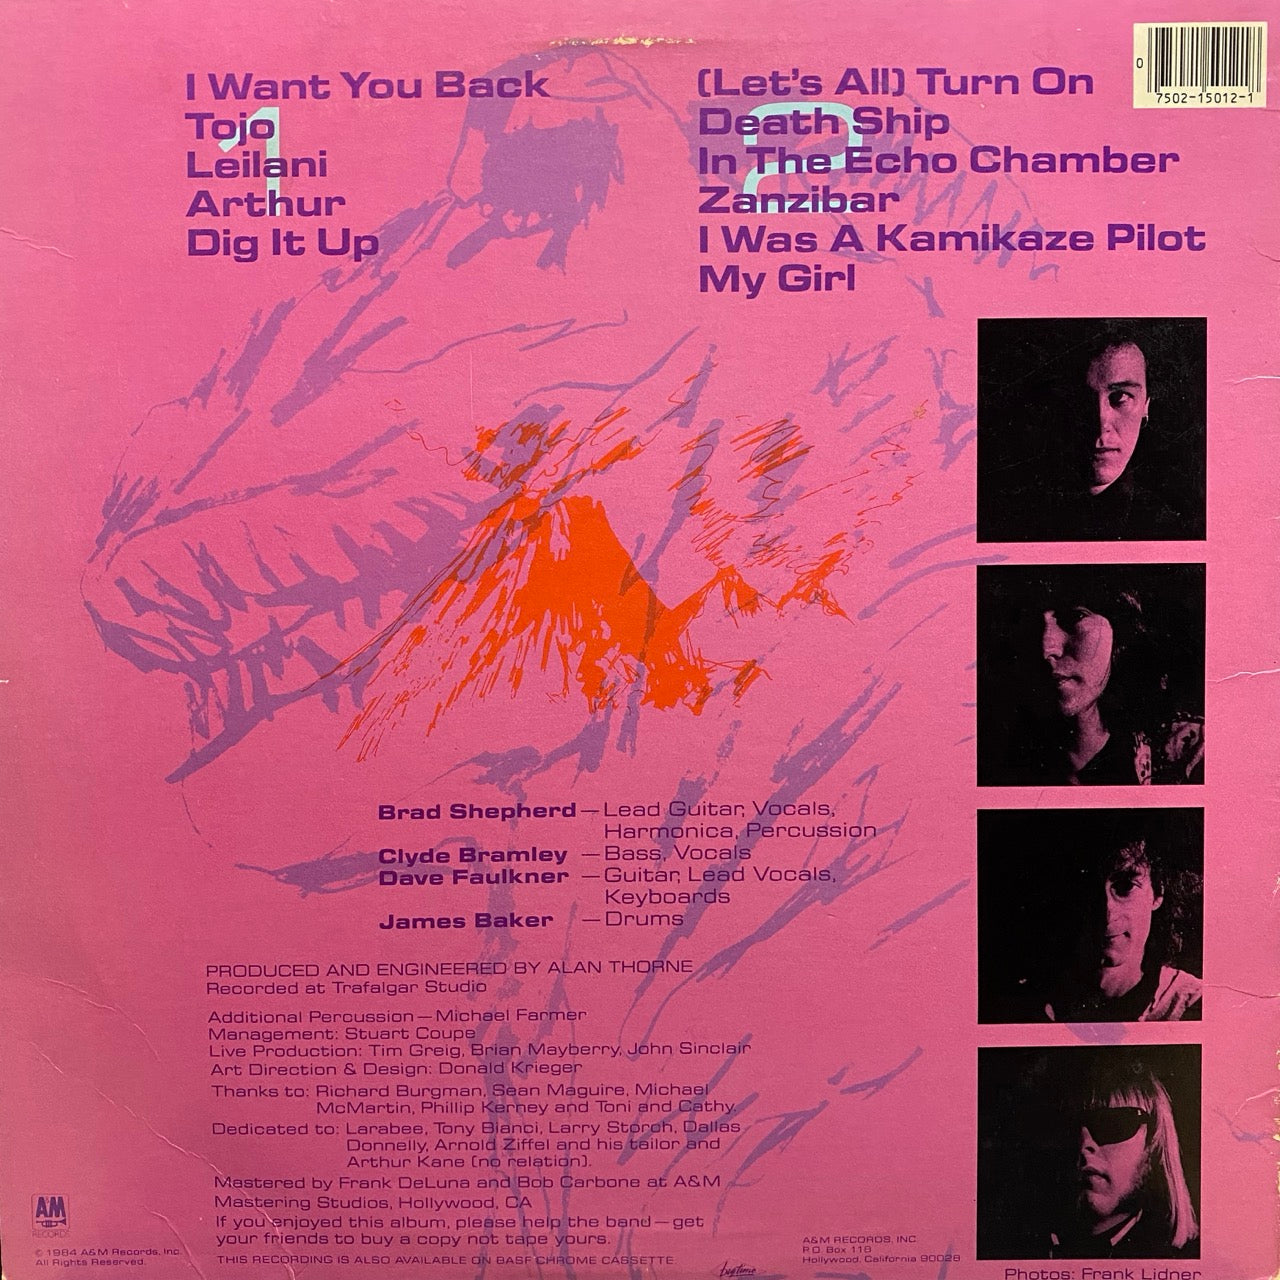 I Want You Back
Tojo
Leilani
Arthur
Dig It Up
1
(Let's All) Turn On
Death Ship
In The Echo Chamber
Zanzibar
I Was A Kamikaze Pilot
My Girl
2
0
7502-15012-1
Brad Shepherd — Lead Guitar, Vocals,
Harmonica, Percussion
Clyde Bramley — Bass, Vocals
Dave Faulkner — Guitar, Lead Vocals,
Keyboards
James Baker — Drums
PRODUCED AND ENGINEERED BY ALAN THORNE
Recorded at Trafalgar Studio
Additional Percussion — Michael Farmer
Management: Stuart Coupe
Live Production: Tim Greig, Brian Mayberry, John Sinclair
Art Direction & Design: Donald Krieger
Thanks to: Richard Burgman, Sean Maguire, Michael
McMartin, Phillip Kerney and Toni and Cathy.
Dedicated to: Larabee, Tony Bianci, Larry Storch, Dallas
Donnelly, Arnold Ziffel and his tailor and
Arthur Kane (no relation).
Mastered by Frank DeLuna and Bob Carbone at A&M
Mastering Studios, Hollywood, CA
If you enjoyed this album, please help the band — get
your friends to buy a copy not tape yours.
THIS RECORDING IS ALSO AVAILABLE ON BASF CHROME CASSETTE
A&M
RECORDS
© 1984 A&M Records, Inc.
All Rights Reserved.
big time
A&M RECORDS, INC.
P.O. Box 118
Hollywood, California 90028
Photos: Frank Lidner